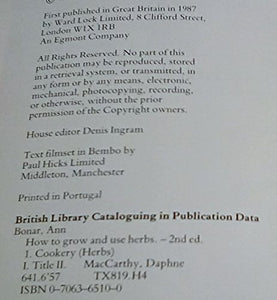 ©
First published in Great Britain in 1987
by Ward Lock Limited, 8 Clifford Street,
London W1X 1RB
An Egmont Company
All Rights Reserved. No part of this
publication may be reproduced, stored
in a retrieval system, or transmitted, in
any form or by any means, electronic,
mechanical, photocopying, recording,
or otherwise, without the prior
permission of the Copyright owners.
House editor Denis Ingram
Text filmset in Bembo by
Paul Hicks Limited
Middleton, Manchester
Printed in Portugal
British Library Cataloguing in Publication Data
Bonar, Ann
How to grow and use herbs. – 2nd ed.
1. Cookery (Herbs)
I. Title II. MacCarthy, Daphne
641.6'57 TX819.H4
ISBN 0–7063–6510–0